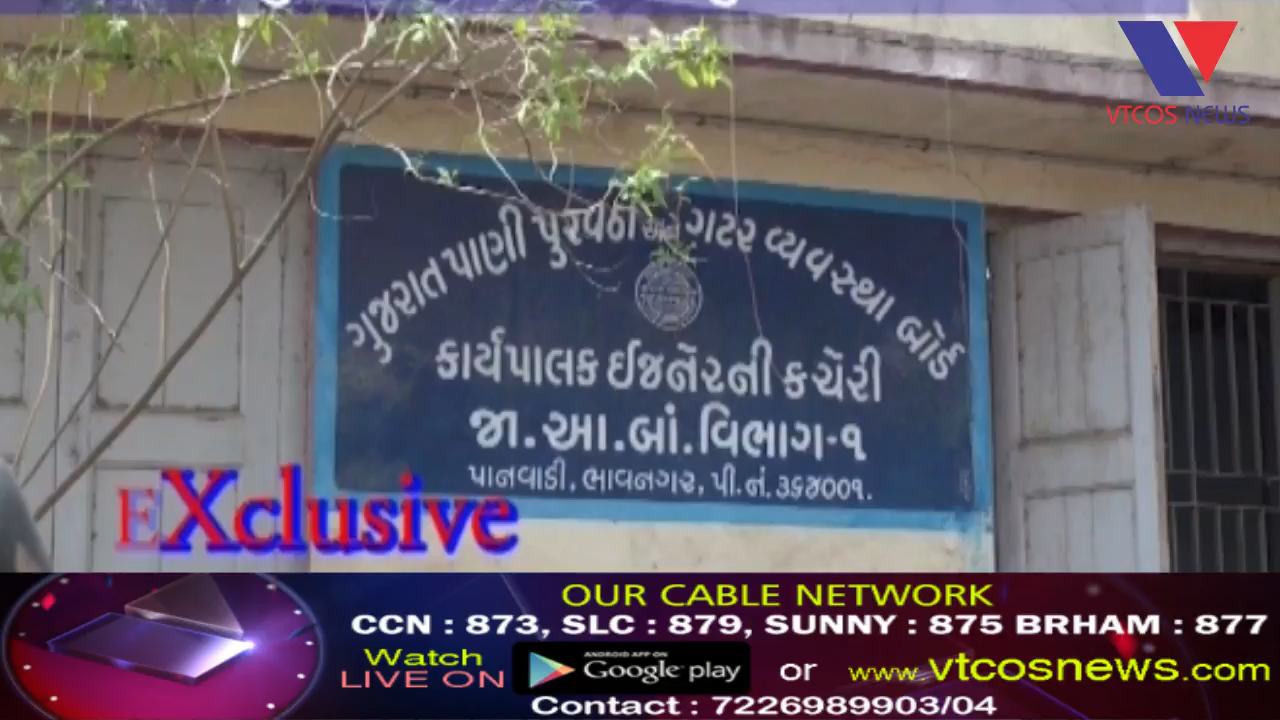 VTCOS NEWS
ગુજરાત પાણી પુરવઠા અને ગટર વ્યવસ્થા બોર્ડ
કાર્યપાલક ઈજનેરની કચેરી
જા.આ.બાં.વિભાગ-૧
પાનવાડી, ભાવનગર, પી.નં. ૩૬૪૦૦૧.
EXclusive
OUR CABLE NETWORK
CCN : 873, SLC : 879, SUNNY : 875 BRHAM : 877
Watch LIVE ON
ANDROID APP ON
Google play
or www.vtcosnews.com
Contact : 7226989903/04